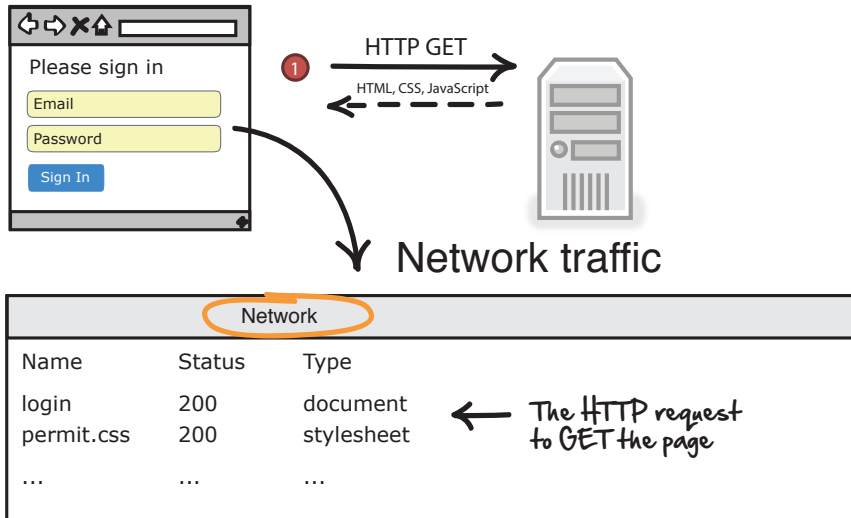 Please sign in
Email
Password
Sign In
1
HTTP GET
HTML, CSS, JavaScript
Network traffic
Network
Name Status Type
login 200 document
permit.css 200 stylesheet
... ... ...
The HTTP request
to GET the page